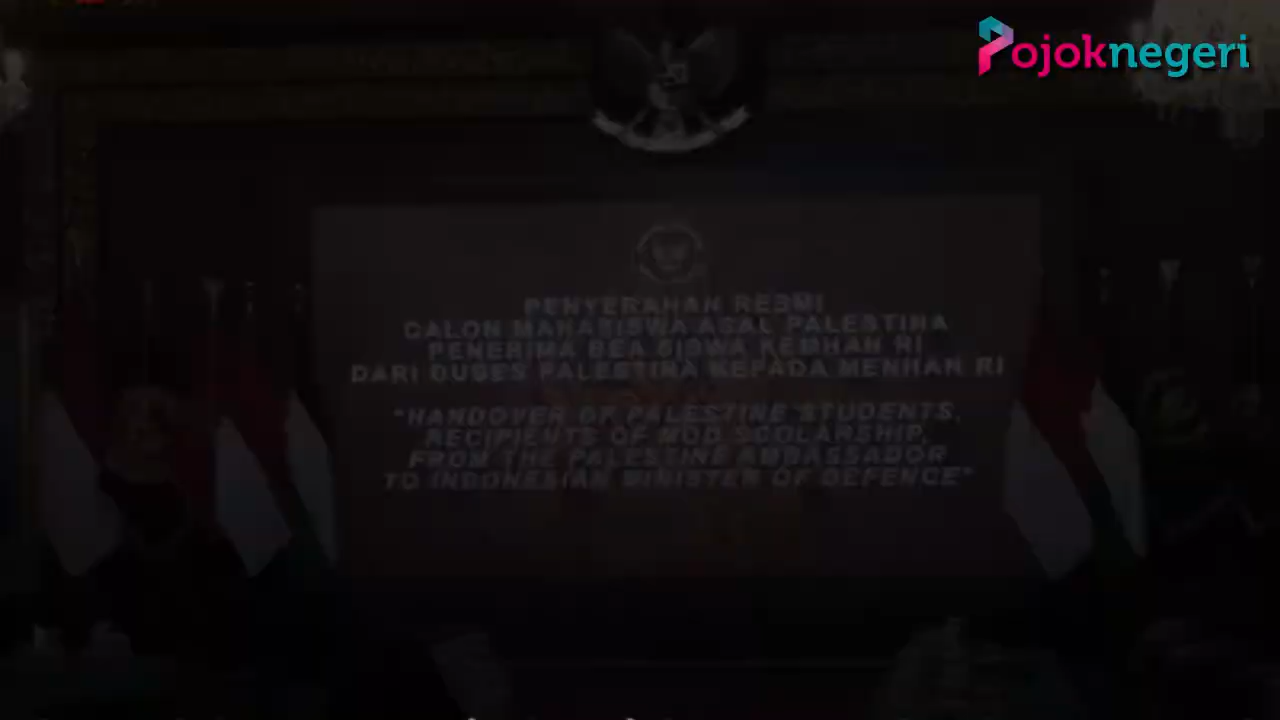 Pojoknegeri
PENYERAHAN RESMI
CALON MAHASISWA ASAL PALESTINA
PENERIMA BEA SISWA KEMHAN RI
DARI DUBES PALESTINA KEPADA MENHAN RI
"HANDOVER OF PALESTINE STUDENTS,
RECIPIENTS OF MOD SCOLARSHIP,
FROM THE PALESTINE AMBASSADOR
TO INDONESIAN MINISTER OF DEFENCE"